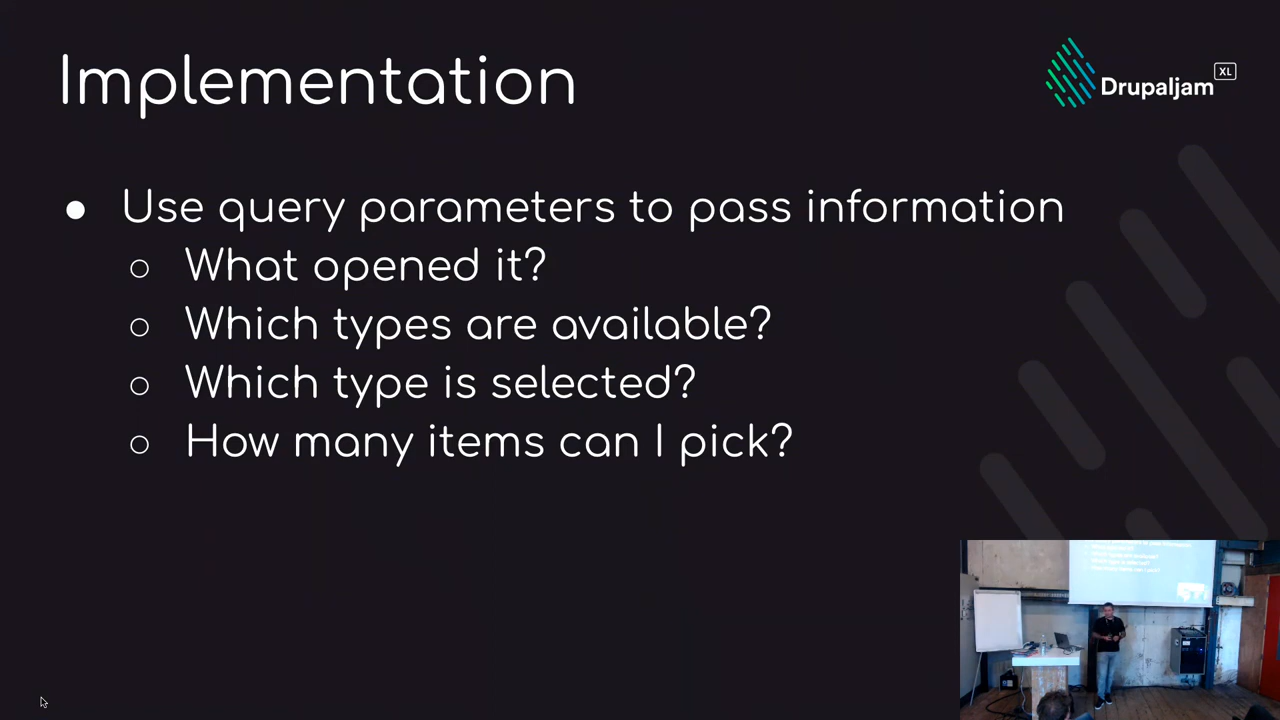 Implementation
XL
Drupaljam
● Use query parameters to pass information
○ What opened it?
○ Which types are available?
○ Which type is selected?
○ How many items can I pick?